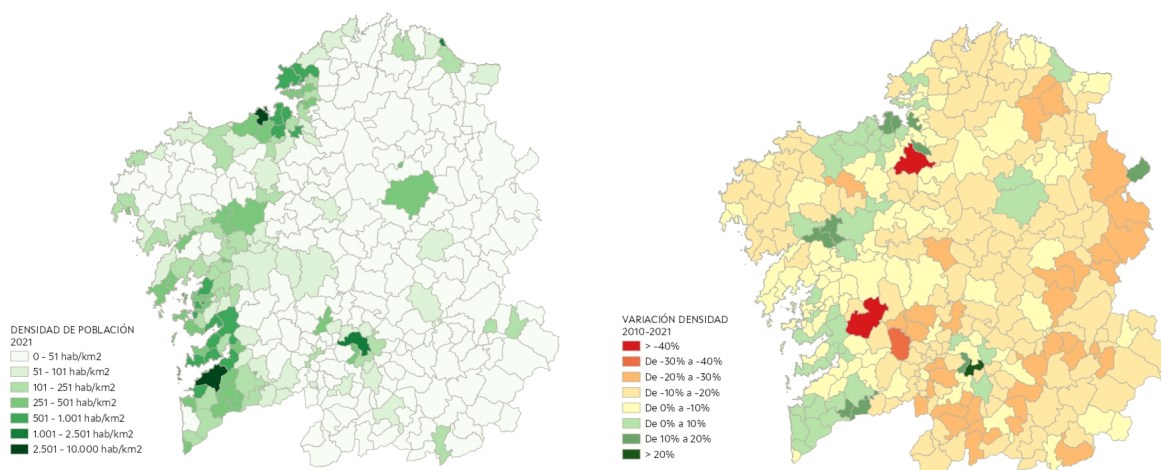 DENSIDAD DE POBLACIÓN
2021
0 - 51 hab/km2
51 - 101 hab/km2
101 - 251 hab/km2
251 - 501 hab/km2
501 - 1.001 hab/km2
1.001 - 2.501 hab/km2
2.501 - 10.000 hab/km2
VARIACIÓN DENSIDAD
2010-2021
> -40%
De -30% a -40%
De -20% a -30%
De -10% a -20%
De 0% a -10%
De 0% a 10%
De 10% a 20%
> 20%